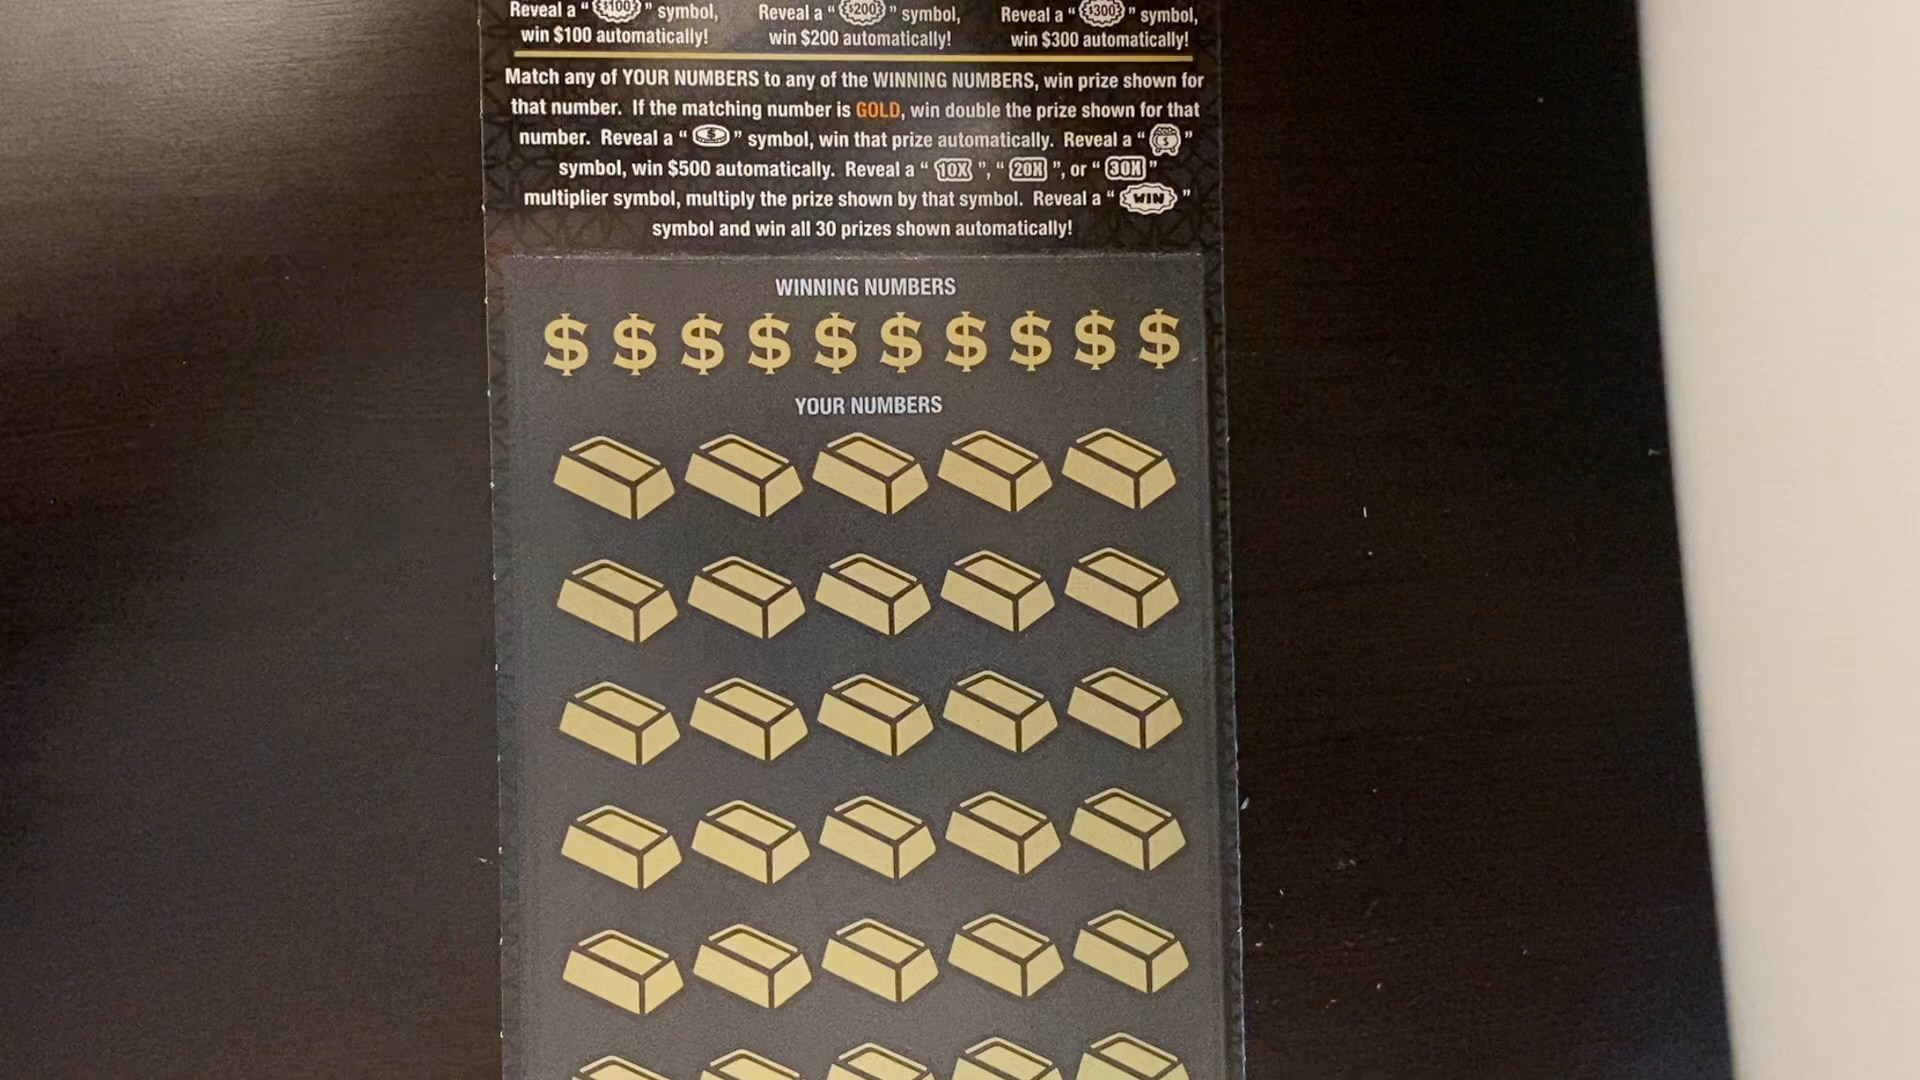 Reveal a “ $100 ” symbol,
win $100 automatically!
Reveal a “ $200 ” symbol,
win $200 automatically!
Reveal a “ $300 ” symbol,
win $300 automatically!
Match any of YOUR NUMBERS to any of the WINNING NUMBERS, win prize shown for
that number. If the matching number is GOLD, win double the prize shown for that
number. Reveal a “ $ ” symbol, win that prize automatically. Reveal a “ $ ”
symbol, win $500 automatically. Reveal a “ 10X ”, “ 20X ”, or “ 30X ”
multiplier symbol, multiply the prize shown by that symbol. Reveal a “ WIN ”
symbol and win all 30 prizes shown automatically!
WINNING NUMBERS
$ $ $ $ $ $ $ $ $ $
YOUR NUMBERS